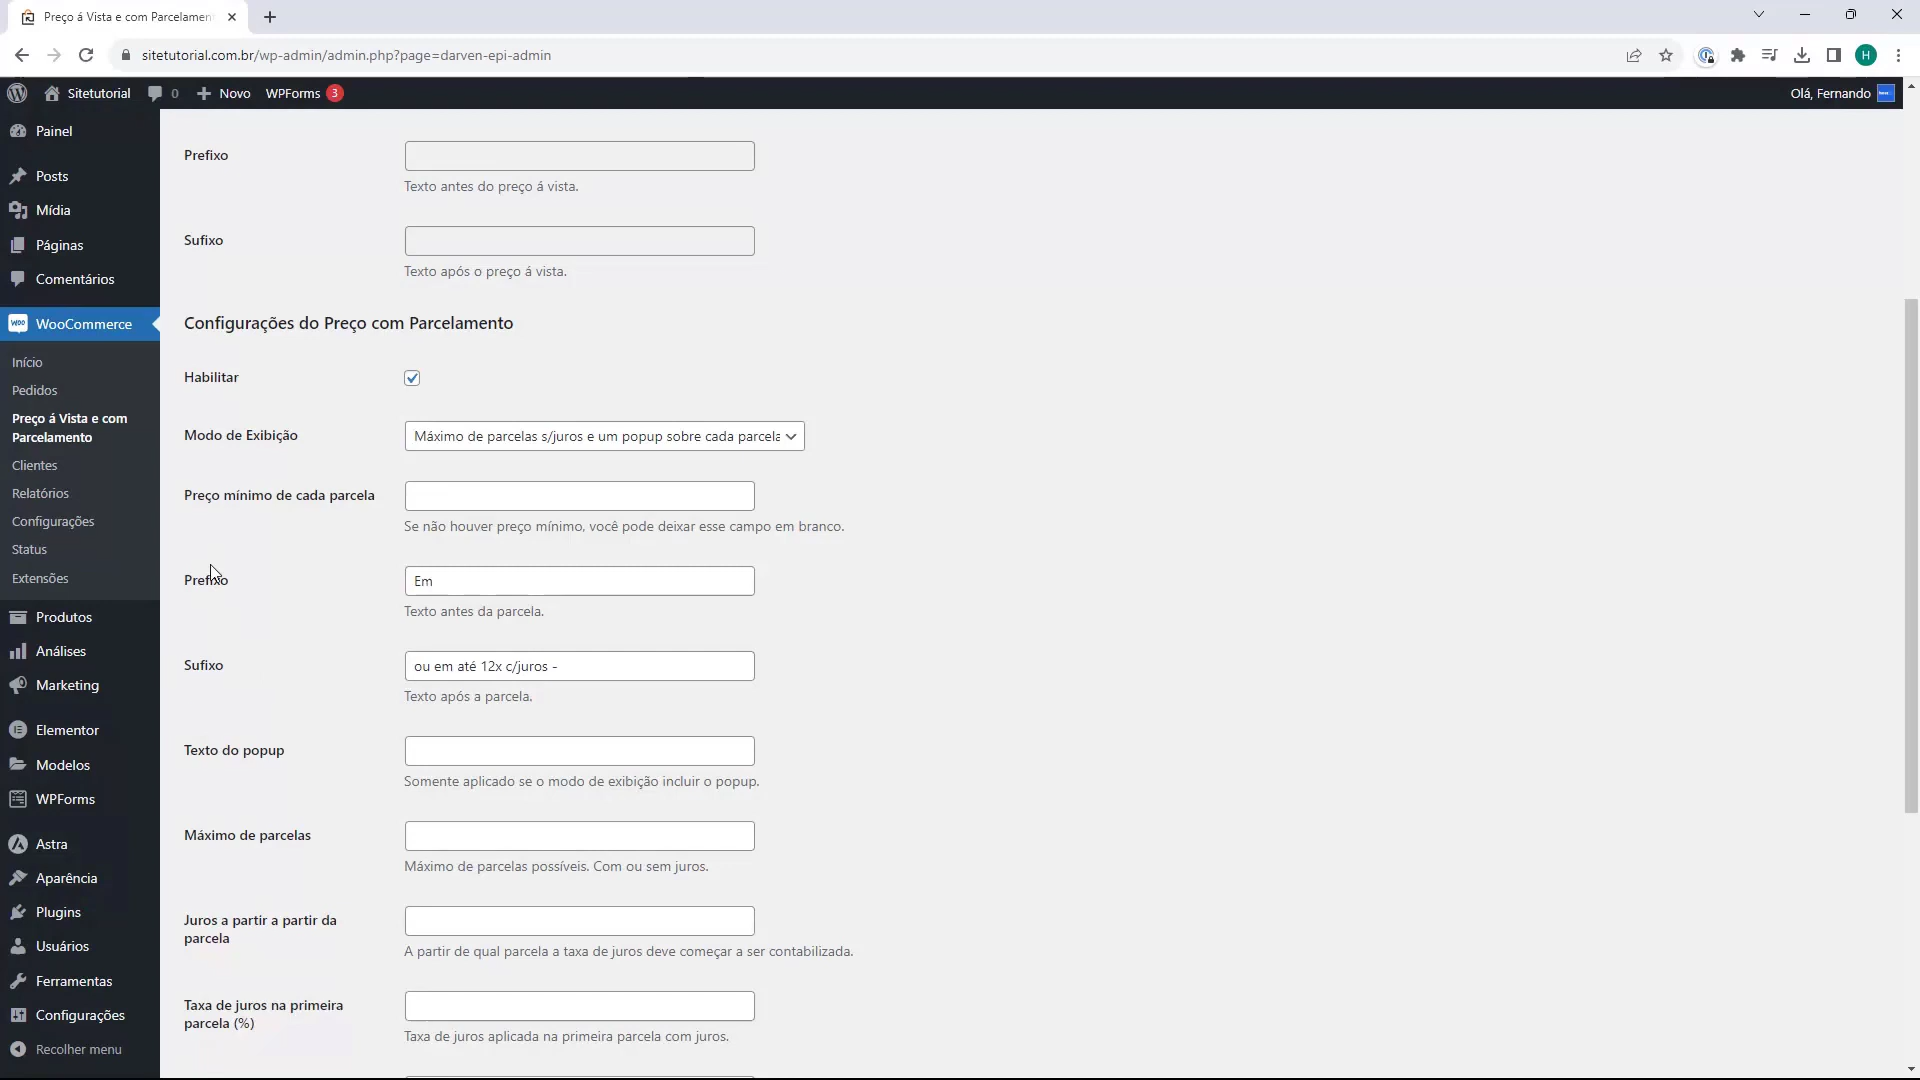 Preço á Vista e com Parcelamen
sitetutorial.com.br/wp-admin/admin.php?page=darven-epi-admin
H
Sitetutorial
0
Novo
WPForms
3
Olá, Fernando
Painel
Posts
Mídia
Páginas
Comentários
WooCommerce
Início
Pedidos
Preço á Vista e com
Parcelamento
Clientes
Relatórios
Configurações
Status
Extensões
Produtos
Análises
Marketing
Elementor
Modelos
WPForms
Astra
Aparência
Plugins
Usuários
Ferramentas
Configurações
Recolher menu
Prefixo
Texto antes do preço á vista.
Sufixo
Texto após o preço á vista.
Configurações do Preço com Parcelamento
Habilitar
Modo de Exibição
Máximo de parcelas s/juros e um popup sobre cada parcela
Preço mínimo de cada parcela
Se não houver preço mínimo, você pode deixar esse campo em branco.
Prefixo
Em
Texto antes da parcela.
Sufixo
ou em até 12x c/juros -
Texto após a parcela.
Texto do popup
Somente aplicado se o modo de exibição incluir o popup.
Máximo de parcelas
Máximo de parcelas possíveis. Com ou sem juros.
Juros a partir a partir da
parcela
A partir de qual parcela a taxa de juros deve começar a ser contabilizada.
Taxa de juros na primeira
parcela (%)
Taxa de juros aplicada na primeira parcela com juros.